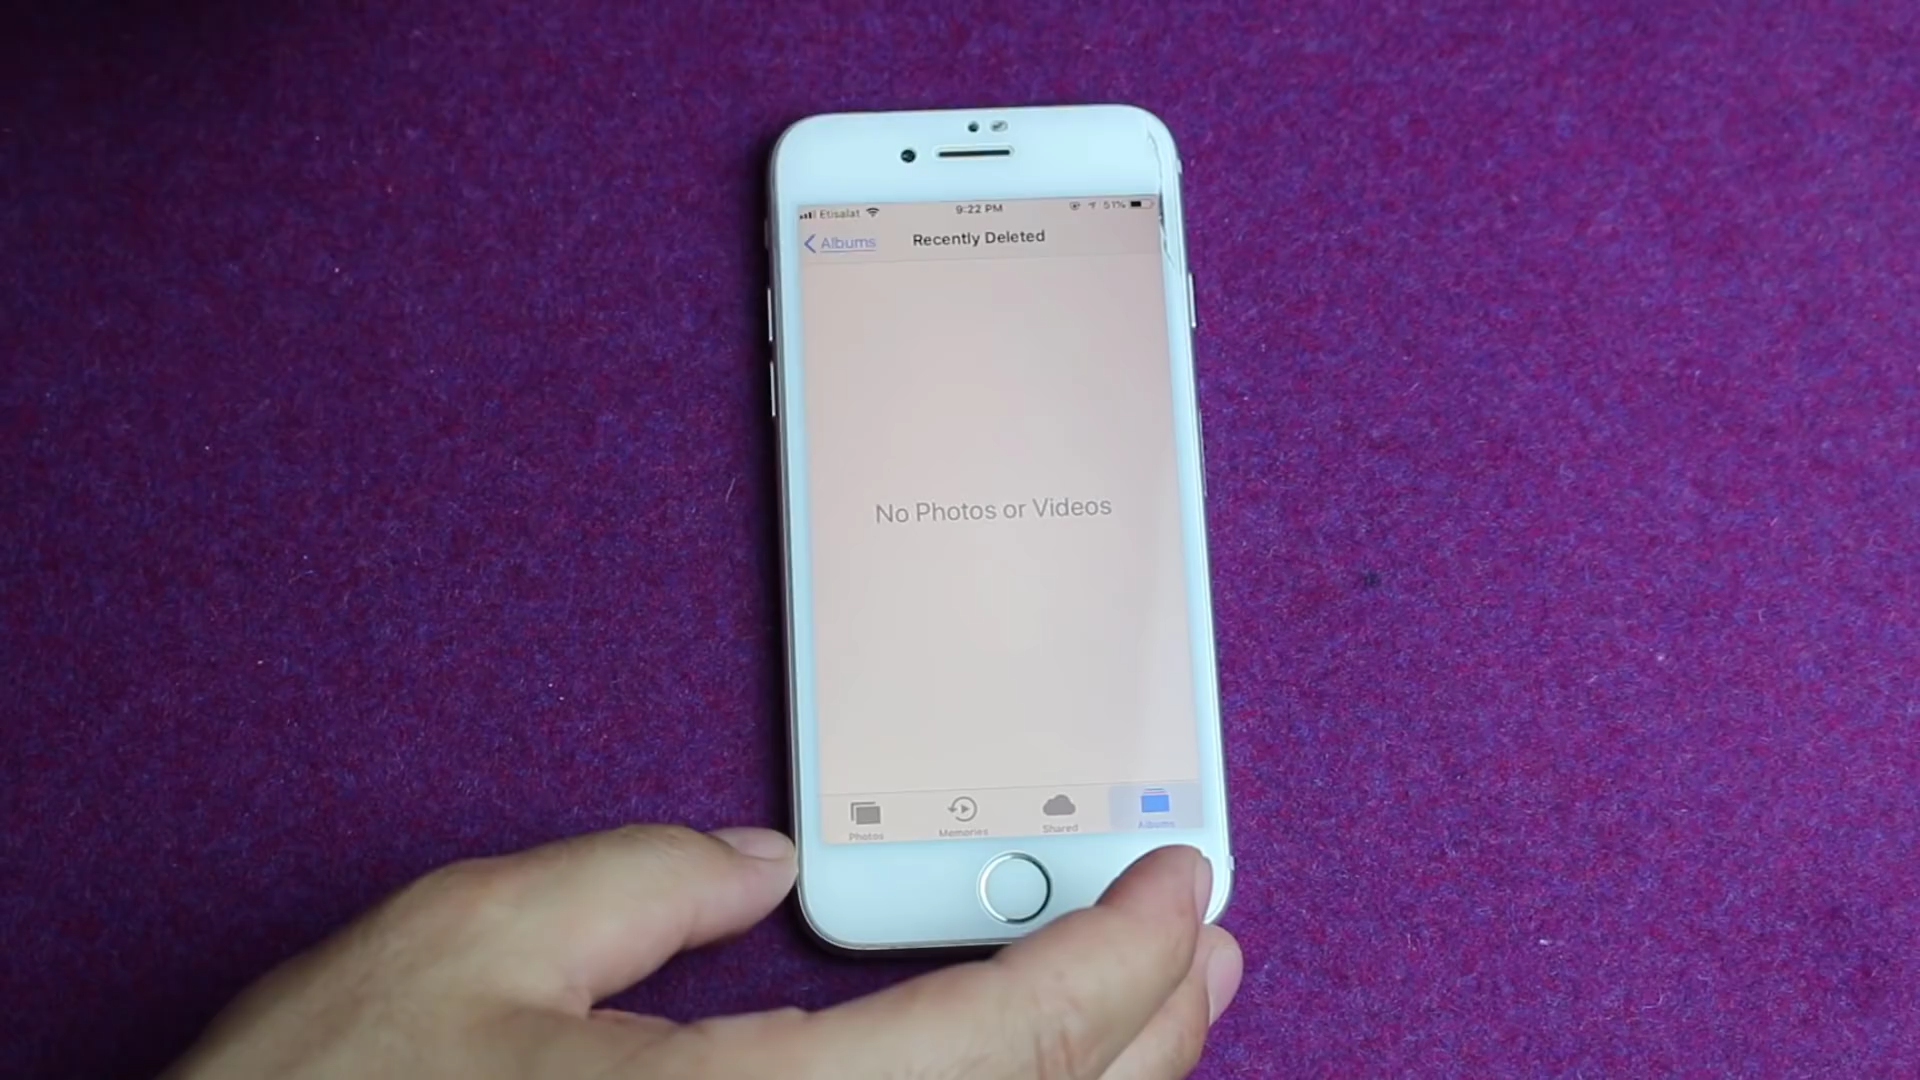 Etisalat 9:22 PM 51%
Albums Recently Deleted
No Photos or Videos
Photos Memories Shared Albums